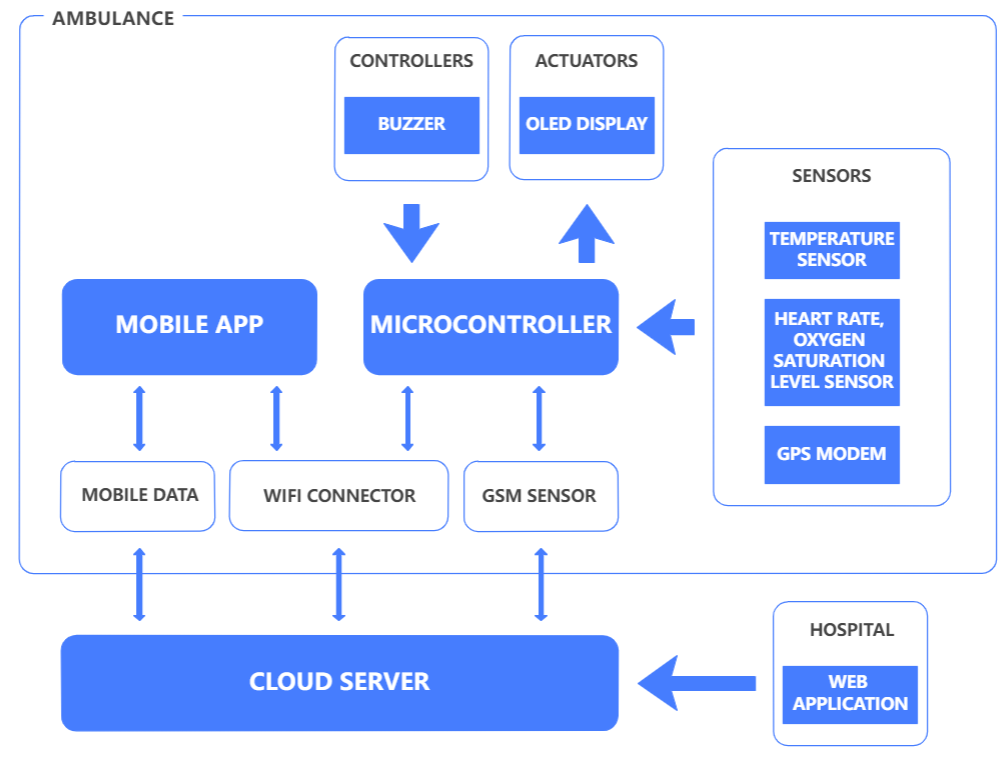 AMBULANCE
CONTROLLERS
BUZZER
ACTUATORS
OLED DISPLAY
SENSORS
TEMPERATURE
SENSOR
HEART RATE,
OXYGEN
SATURATION
LEVEL SENSOR
GPS MODEM
MOBILE APP
MICROCONTROLLER
MOBILE DATA
WIFI CONNECTOR
GSM SENSOR
CLOUD SERVER
HOSPITAL
WEB
APPLICATION